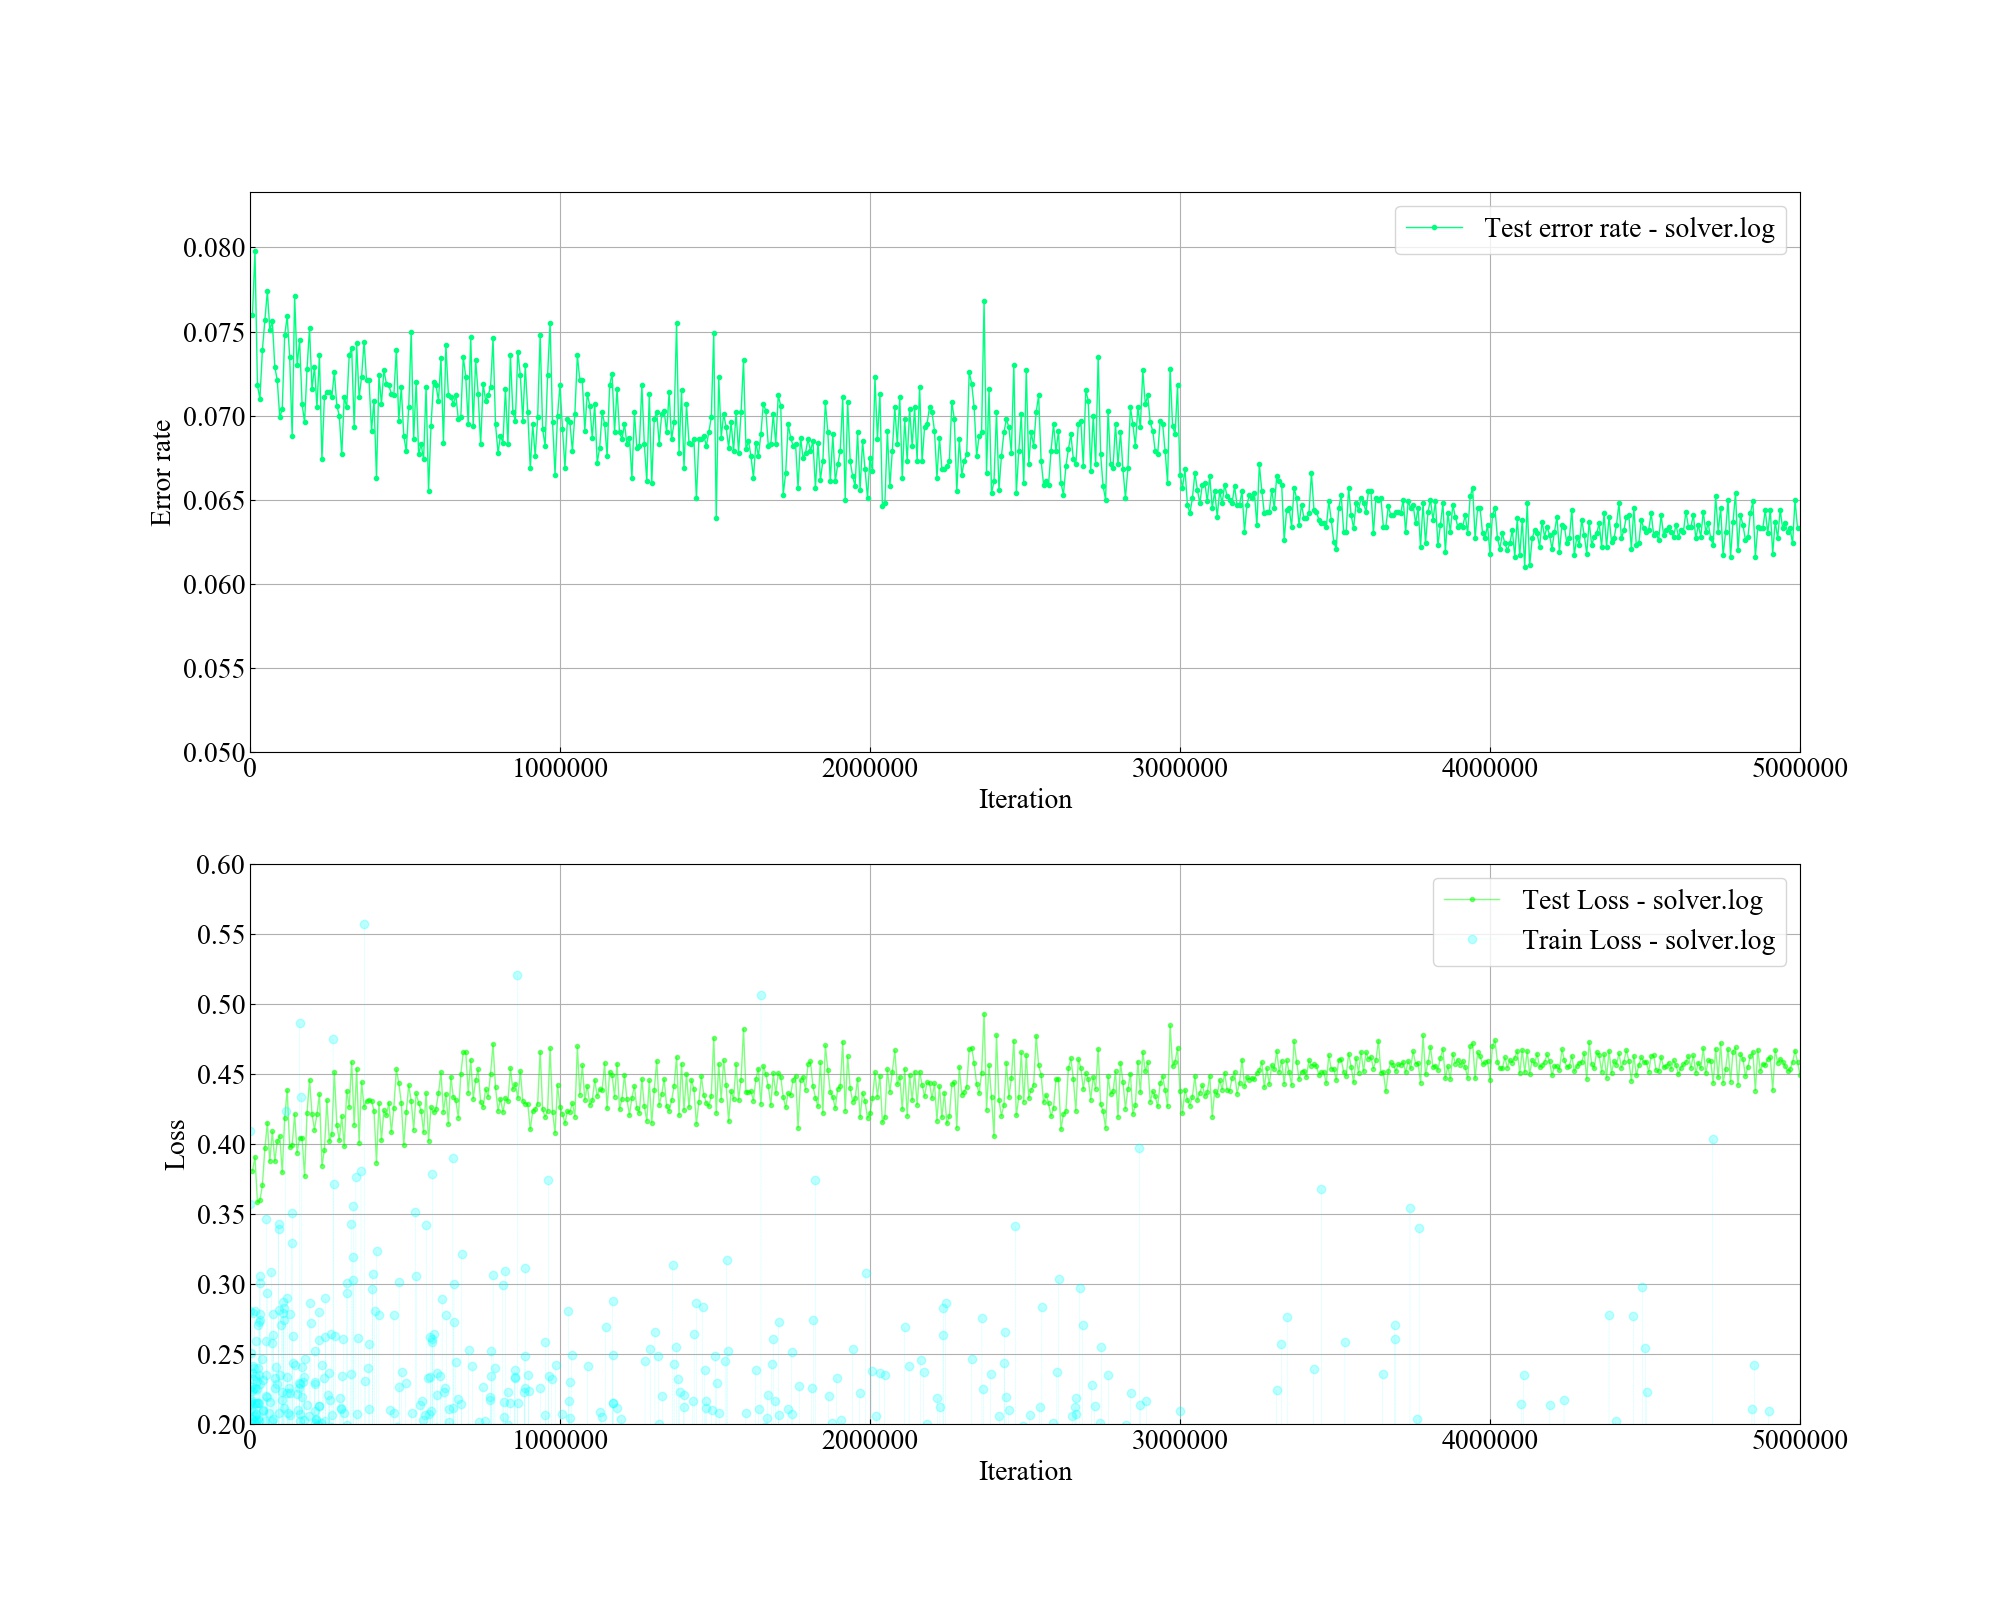 Test error rate - solver.log
0.080
0.075
0.070
0.065
0.060
0.055
0.050
Error rate
0 1000000 2000000 3000000 4000000 5000000
Iteration
Test Loss - solver.log
Train Loss - solver.log
0.60
0.55
0.50
0.45
0.40
0.35
0.30
0.25
0.20
Loss
0 1000000 2000000 3000000 4000000 5000000
Iteration